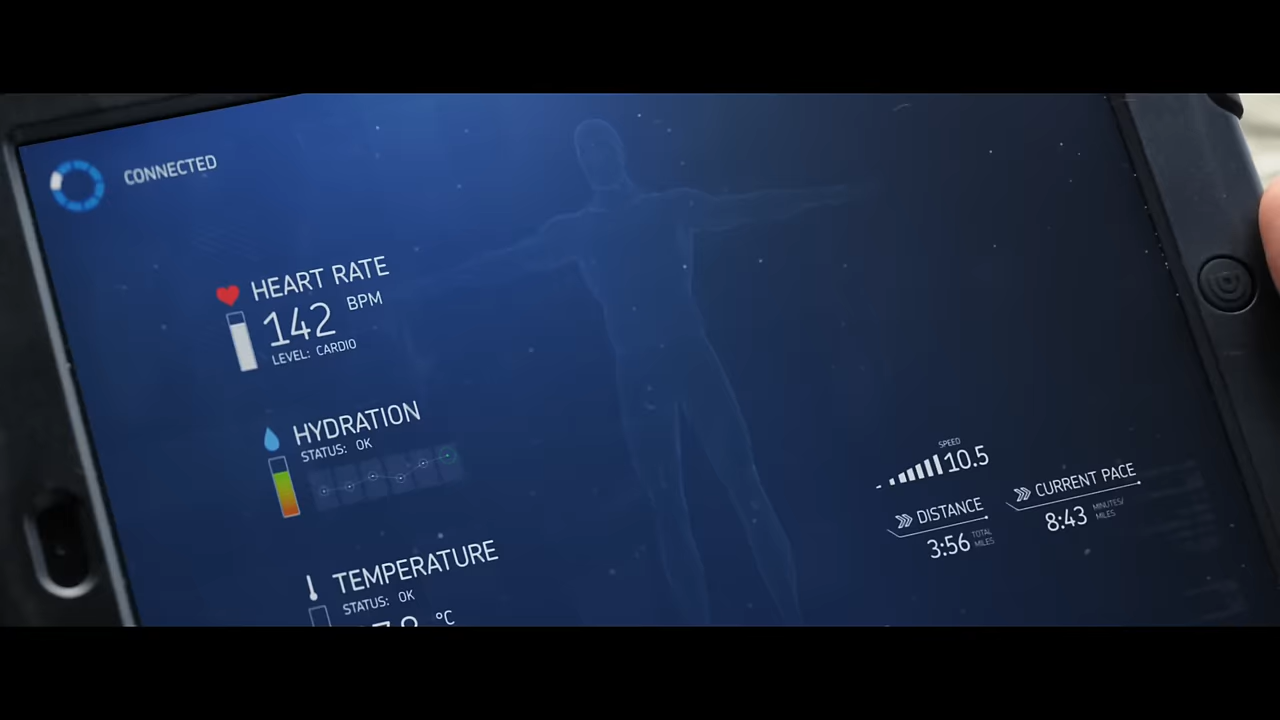 CONNECTED
HEART RATE
142 BPM
LEVEL: CARDIO
HYDRATION
STATUS: OK
TEMPERATURE
STATUS: OK
°C
SPEED
10.5
DISTANCE
3:56 TOTAL MILES
CURRENT PACE
8:43 MINUTES/ MILES